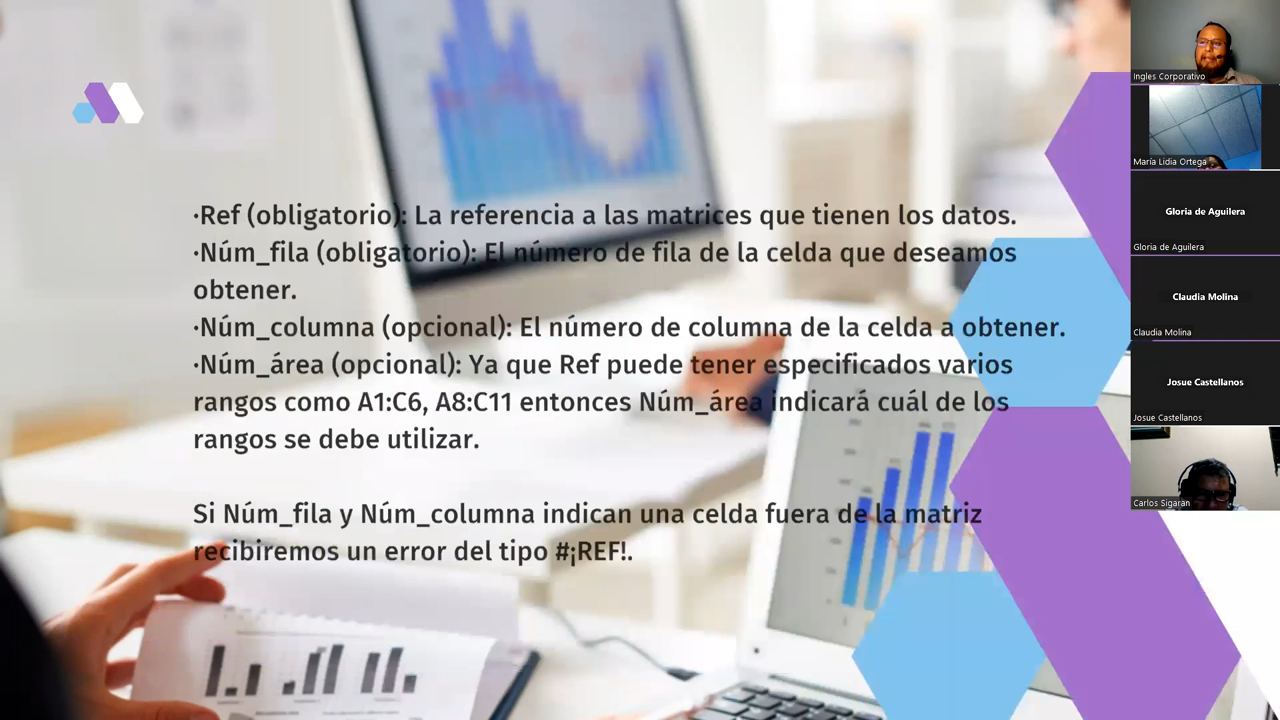 ·Ref (obligatorio): La referencia a las matrices que tienen los datos.
·Núm_fila (obligatorio): El número de fila de la celda que deseamos
obtener.
·Núm_columna (opcional): El número de columna de la celda a obtener.
·Núm_área (opcional): Ya que Ref puede tener especificados varios
rangos como A1:C6, A8:C11 entonces Núm_área indicará cuál de los
rangos se debe utilizar.
Si Núm_fila y Núm_columna indican una celda fuera de la matriz
recibiremos un error del tipo #¡REF!.
Ingles Corporativo
María Lidia Ortega
Gloria de Aguilera
Gloria de Aguilera
Claudia Molina
Claudia Molina
Josue Castellanos
Josue Castellanos
Carlos Sigarán